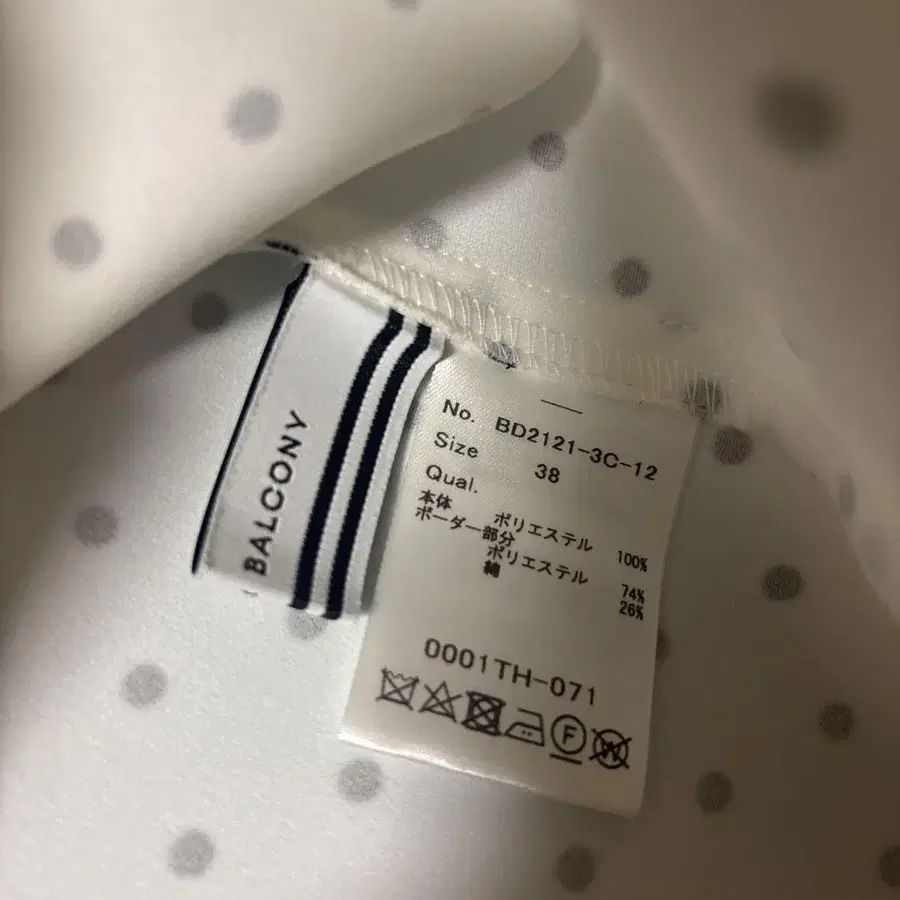 BALCONY
No. BD2121-3C-12
Size 38
Qual.
本体 ポリエステル 100%
ボーダー部分
ポリエステル 74%
綿 26%
0001TH-071
F
W